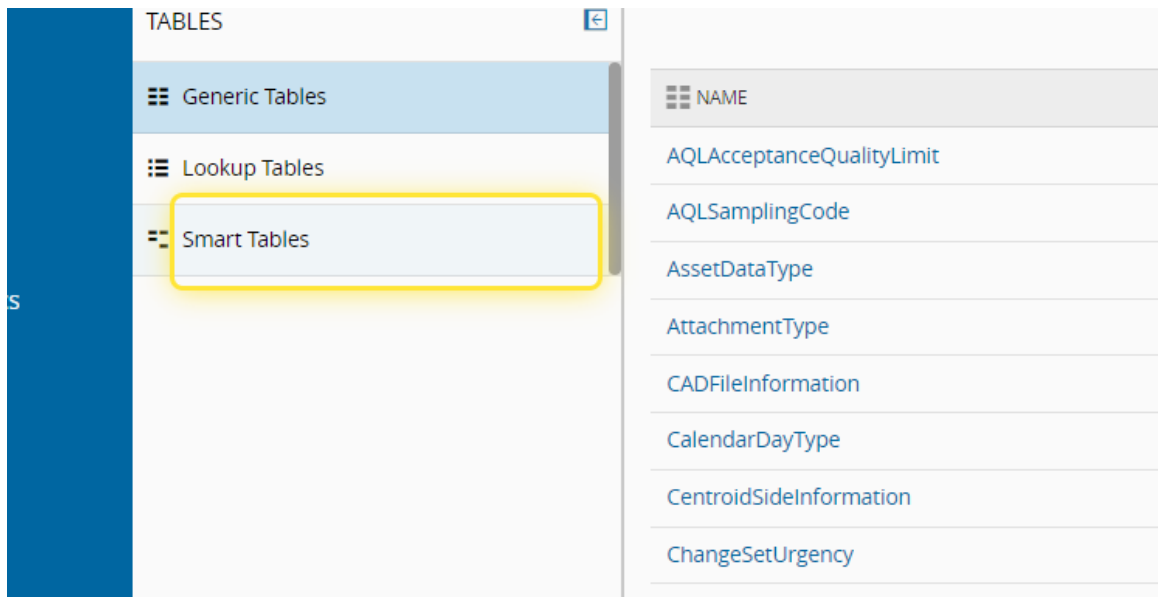 TABLES
Generic Tables
Lookup Tables
Smart Tables
NAME
AQLAcceptanceQualityLimit
AQLSamplingCode
AssetDataType
AttachmentType
CADFileInformation
CalendarDayType
CentroidSideInformation
ChangeSetUrgency